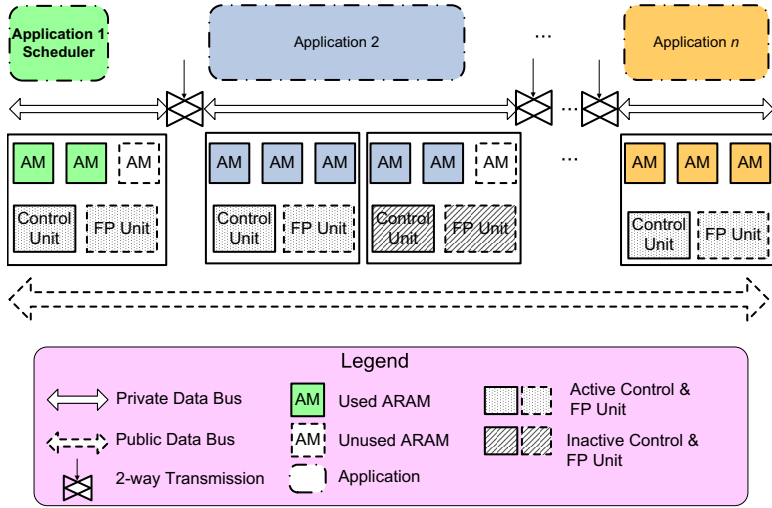 Application 1
Scheduler
Application 2
...
Application n
...
AM AM AM
AM AM AM
AM AM AM
...
AM AM AM
Control
Unit
FP Unit
Control
Unit
FP Unit
Control
Unit
FP Unit
Control
Unit
FP Unit
Legend
Private Data Bus
AM
Used ARAM
Active Control &
FP Unit
Public Data Bus
AM
Unused ARAM
Inactive Control &
FP Unit
2-way Transmission
Application